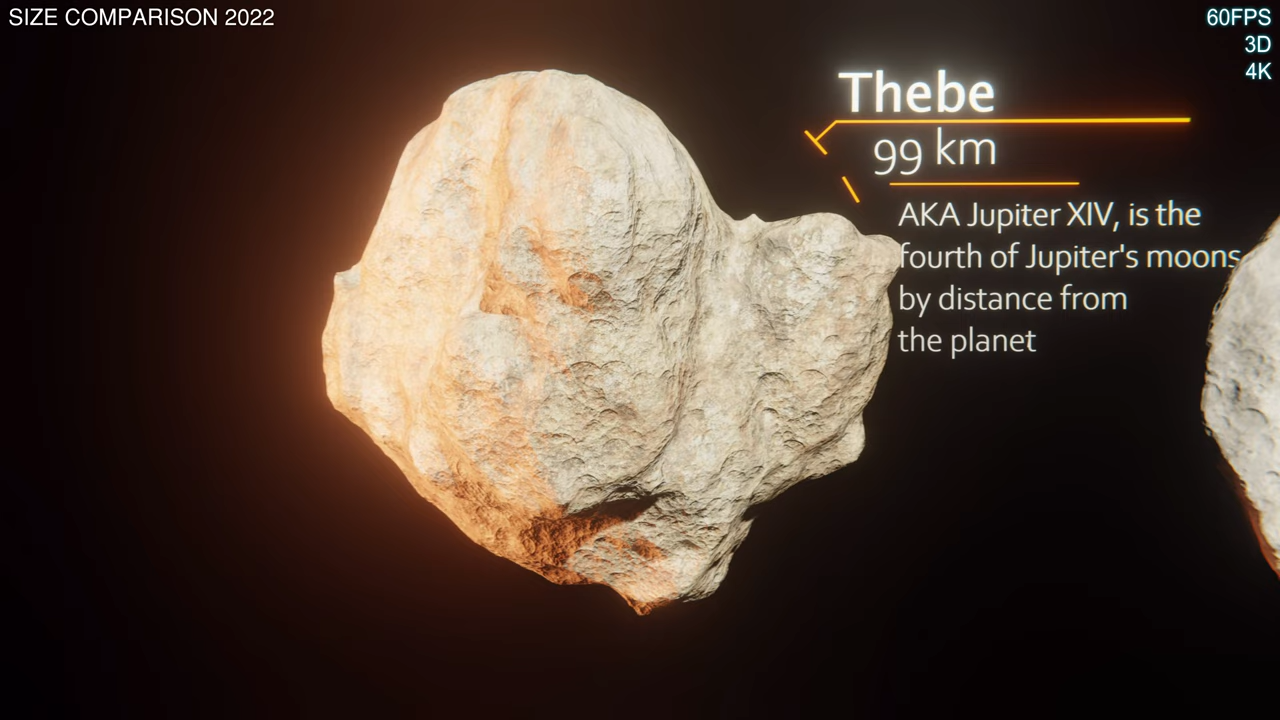 SIZE COMPARISON 2022
60FPS
3D
4K
Thebe
99 km
AKA Jupiter XIV, is the
fourth of Jupiter's moons
by distance from
the planet